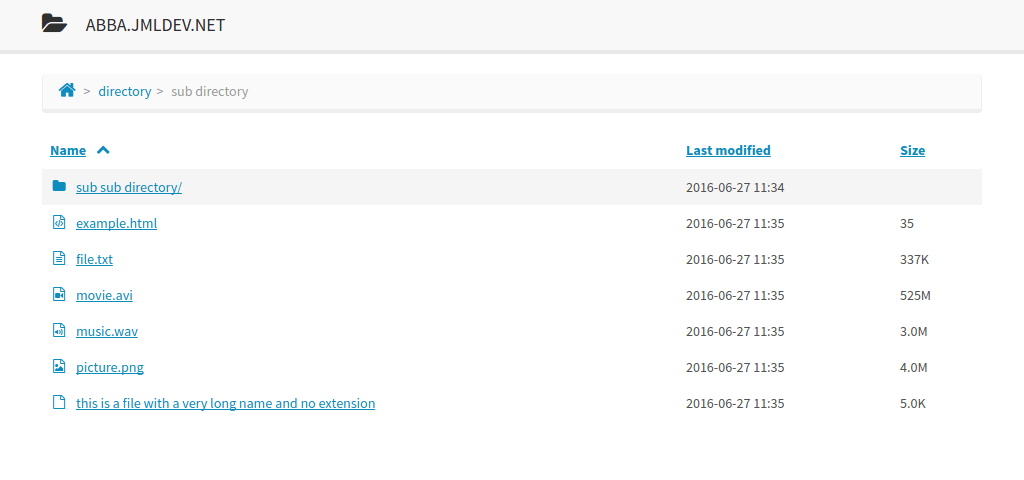 ABBA.JMLDEV.NET
> directory > sub directory
Name Last modified Size
sub sub directory/ 2016-06-27 11:34
example.html 2016-06-27 11:35 35
file.txt 2016-06-27 11:35 337K
movie.avi 2016-06-27 11:35 525M
music.wav 2016-06-27 11:35 3.0M
picture.png 2016-06-27 11:35 4.0M
this is a file with a very long name and no extension 2016-06-27 11:35 5.0K